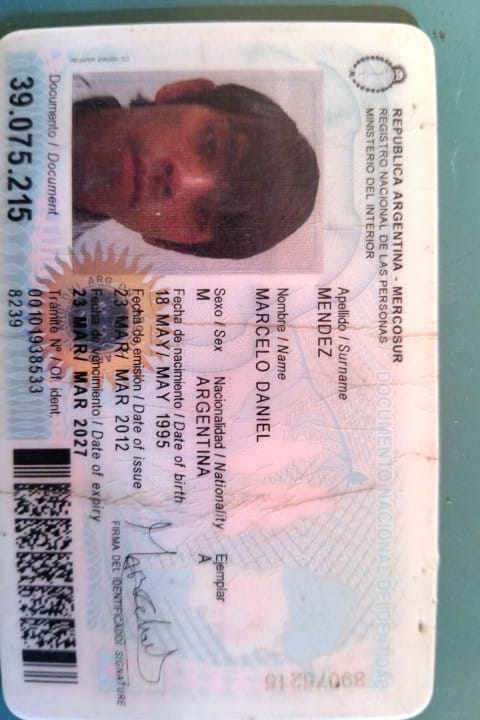 REPUBLICA ARGENTINA - MERCOSUR
REGISTRO NACIONAL DE LAS PERSONAS
MINISTERIO DEL INTERIOR
DOCUMENTO NACIONAL DE IDENTIDAD
Apellido / Surname
MENDEZ
Nombre / Name
MARCELO DANIEL
Sexo / Sex Nacionalidad / Nationality Ejemplar
M ARGENTINA A
Fecha de nacimiento / Date of birth
18 MAY/ MAY 1995
Fecha de emisión / Date of issue
23 MAR/ MAR 2012
Fecha de vencimiento / Date of expiry
23 MAR/ MAR 2027
FIRMA DEL IDENTIFICADO/ SIGNATURE
Documento / Document
39.075.215
Trámite Nº / Of. ident.
00101938533
8239
39075215